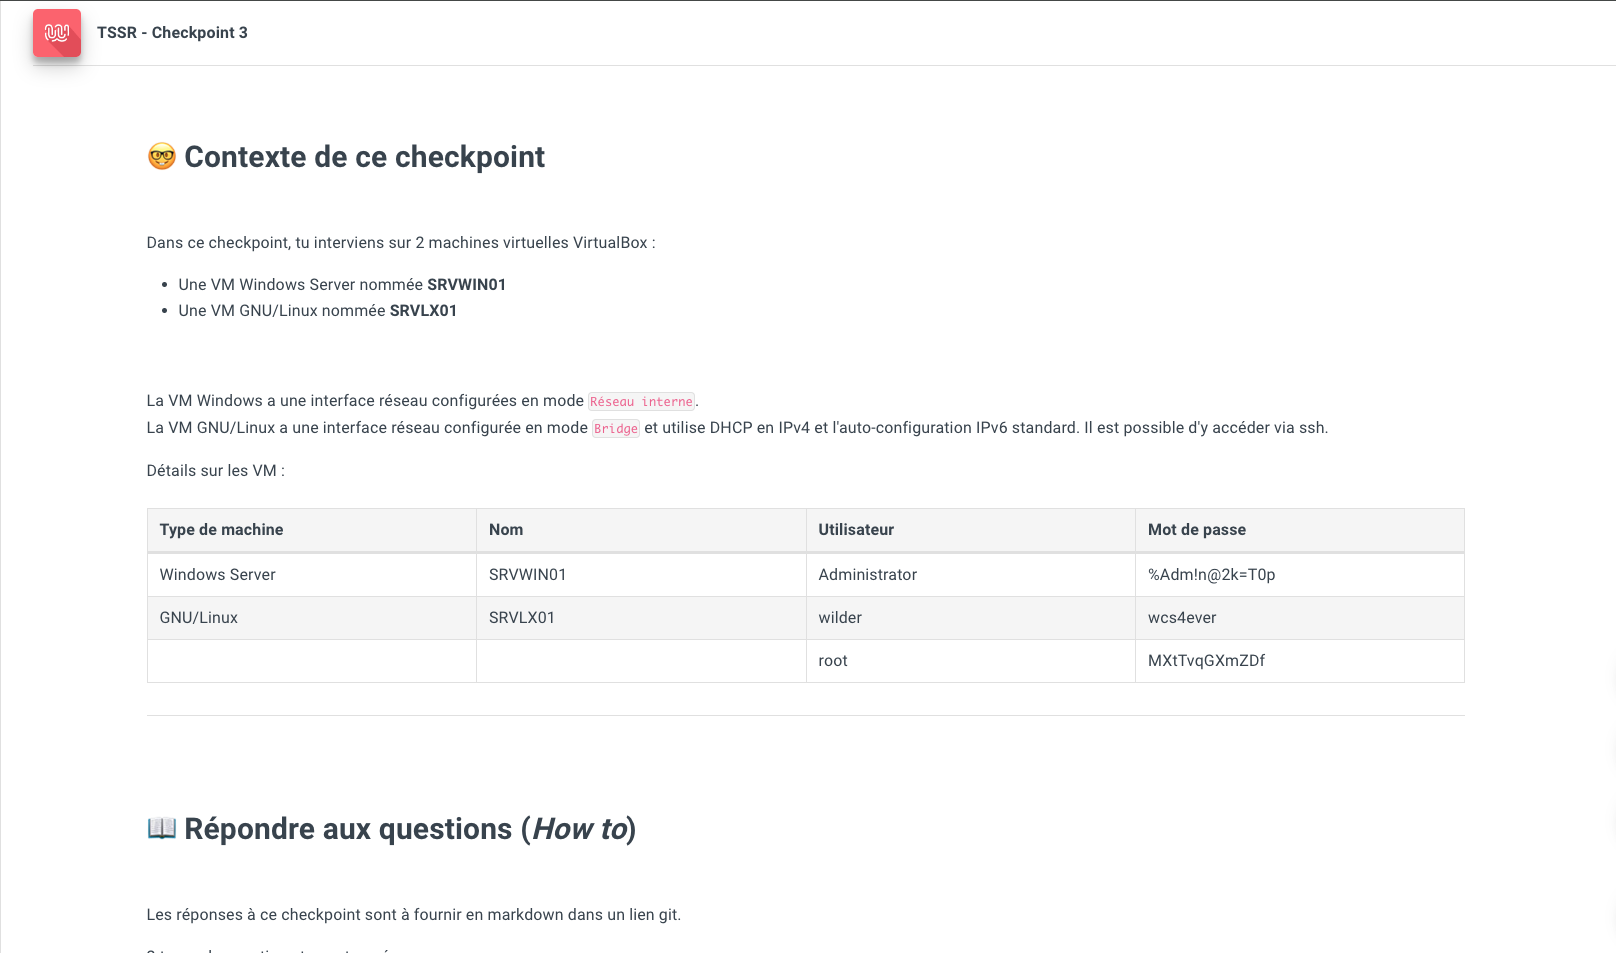 TSSR - Checkpoint 3
🤓 Contexte de ce checkpoint
Dans ce checkpoint, tu interviens sur 2 machines virtuelles VirtualBox :
• Une VM Windows Server nommée SRVWIN01
• Une VM GNU/Linux nommée SRVLX01
La VM Windows a une interface réseau configurées en mode Réseau interne.
La VM GNU/Linux a une interface réseau configurée en mode Bridge et utilise DHCP en IPv4 et l'auto-configuration IPv6 standard. Il est possible d'y accéder via ssh.
Détails sur les VM :
Type de machine Nom Utilisateur Mot de passe
Windows Server SRVWIN01 Administrator %Adm!n@2k=T0p
GNU/Linux SRVLX01 wilder wcs4ever
root MXtTvqGXmZDf
📖 Répondre aux questions (How to)
Les réponses à ce checkpoint sont à fournir en markdown dans un lien git.